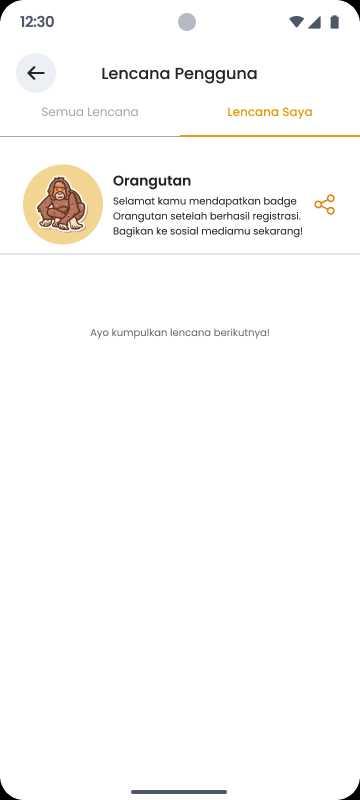 12:30
Lencana Pengguna
Semua Lencana
Lencana Saya
Orangutan
Selamat kamu mendapatkan badge
Orangutan setelah berhasil registrasi.
Bagikan ke sosial mediamu sekarang!
Ayo kumpulkan lencana berikutnya!